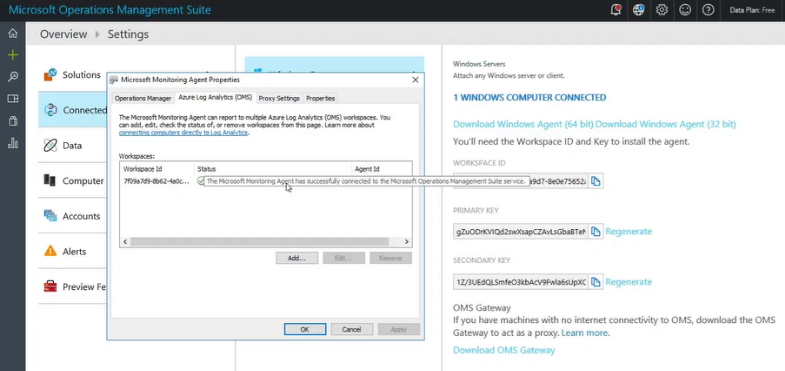 Microsoft Operations Management Suite
Data Plan: Free
Overview
Settings
Solutions
Connected
Data
Computer
Accounts
Alerts
Preview Fe
Microsoft Monitoring Agent Properties
Operations Manager
Azure Log Analytics (OMS)
Proxy Settings
Properties
The Microsoft Monitoring Agent can report to multiple Azure Log Analytics (OMS) workspaces. You
can add, edit, check the status of, or remove workspaces from this page. Learn more about
connecting computers directly to Log Analytics.
Workspaces:
Workspace ID
Status
Agent Id
7f09a7d9-8b62-4a0c...
The Microsoft Monitoring Agent has successfully connected to the Microsoft Operations Management Suite service.
Add...
Edit...
Remove
OK
Cancel
Apply
Windows Servers
Attach any Windows server or client.
1 WINDOWS COMPUTER CONNECTED
Download Windows Agent (64 bit) Download Windows Agent (32 bit)
You'll need the Workspace ID and Key to install the agent.
WORKSPACE ID
a9d7-8e0e75652
PRIMARY KEY
Regenerate
SECONDARY KEY
Regenerate
OMS Gateway
If you have machines with no internet connectivity to OMS, download the OMS
Gateway to act as a proxy. Learn more.
Download OMS Gateway